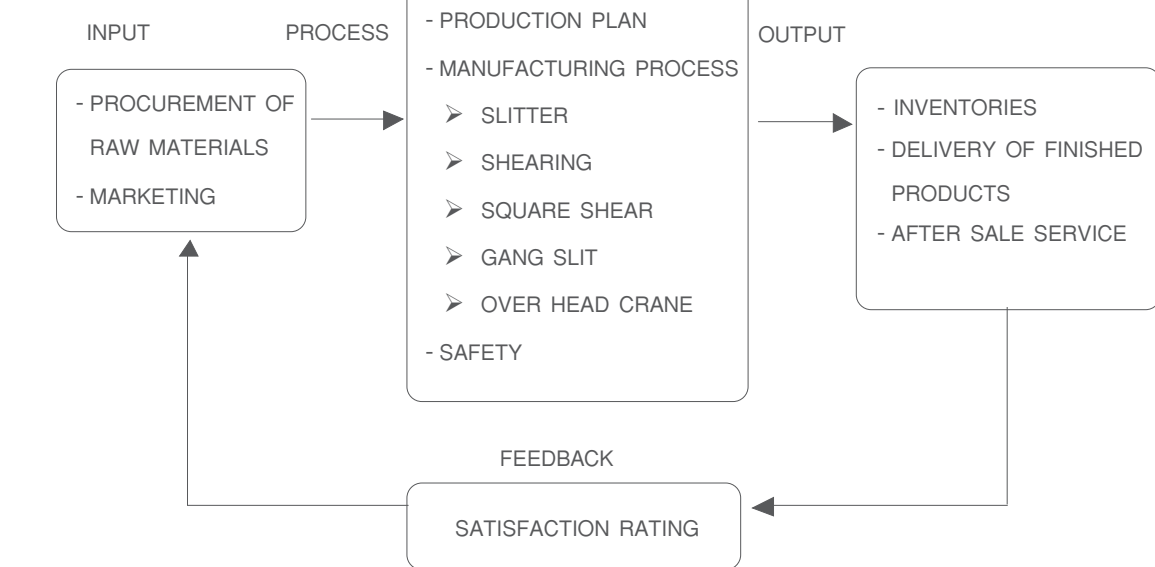 INPUT
- PROCUREMENT OF
RAW MATERIALS
- MARKETING
PROCESS
- PRODUCTION PLAN
- MANUFACTURING PROCESS
➢ SLITTER
➢ SHEARING
➢ SQUARE SHEAR
➢ GANG SLIT
➢ OVER HEAD CRANE
- SAFETY
OUTPUT
- INVENTORIES
- DELIVERY OF FINISHED
PRODUCTS
- AFTER SALE SERVICE
FEEDBACK
SATISFACTION RATING